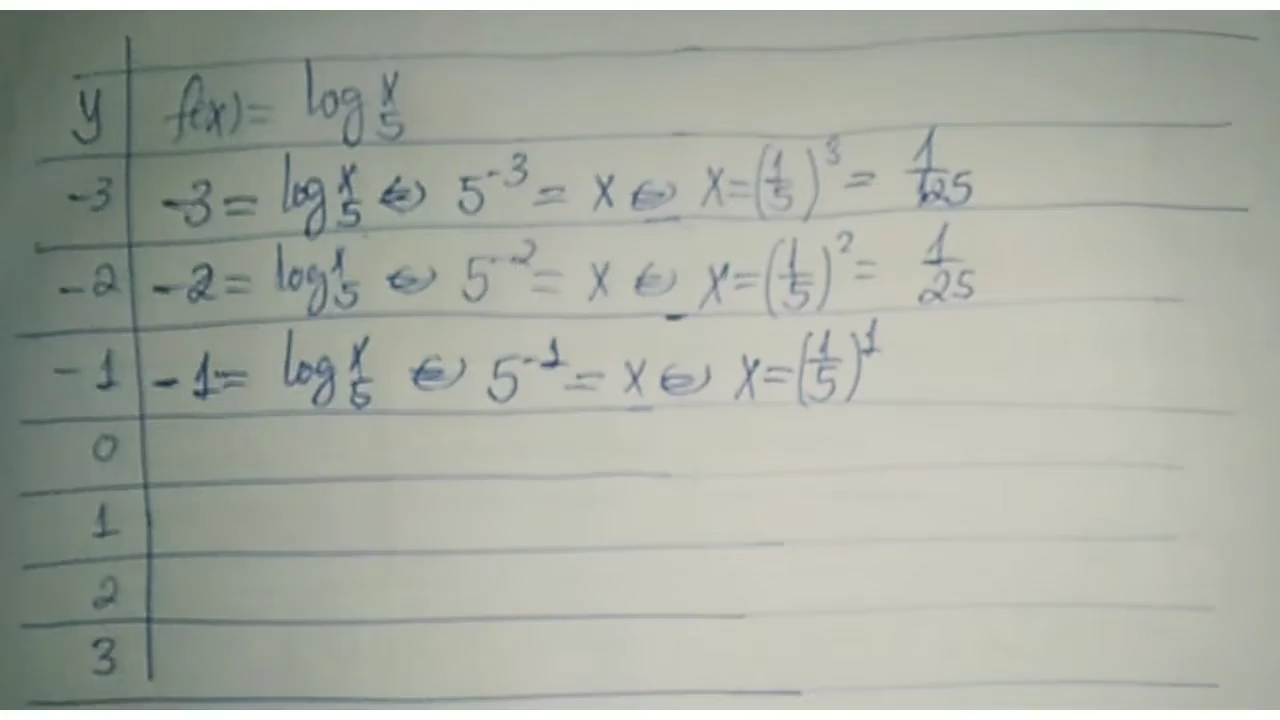 y f(x) = log x 5
-3 -3 = log x 5 ⇔ 5^-3 = x ⇔ x = (1/5)^3 = 1/125
-2 -2 = log x 5 ⇔ 5^-2 = x ⇔ x = (1/5)^2 = 1/25
-1 -1 = log x 5 ⇔ 5^-1 = x ⇔ x = (1/5)^1
0
1
2
3